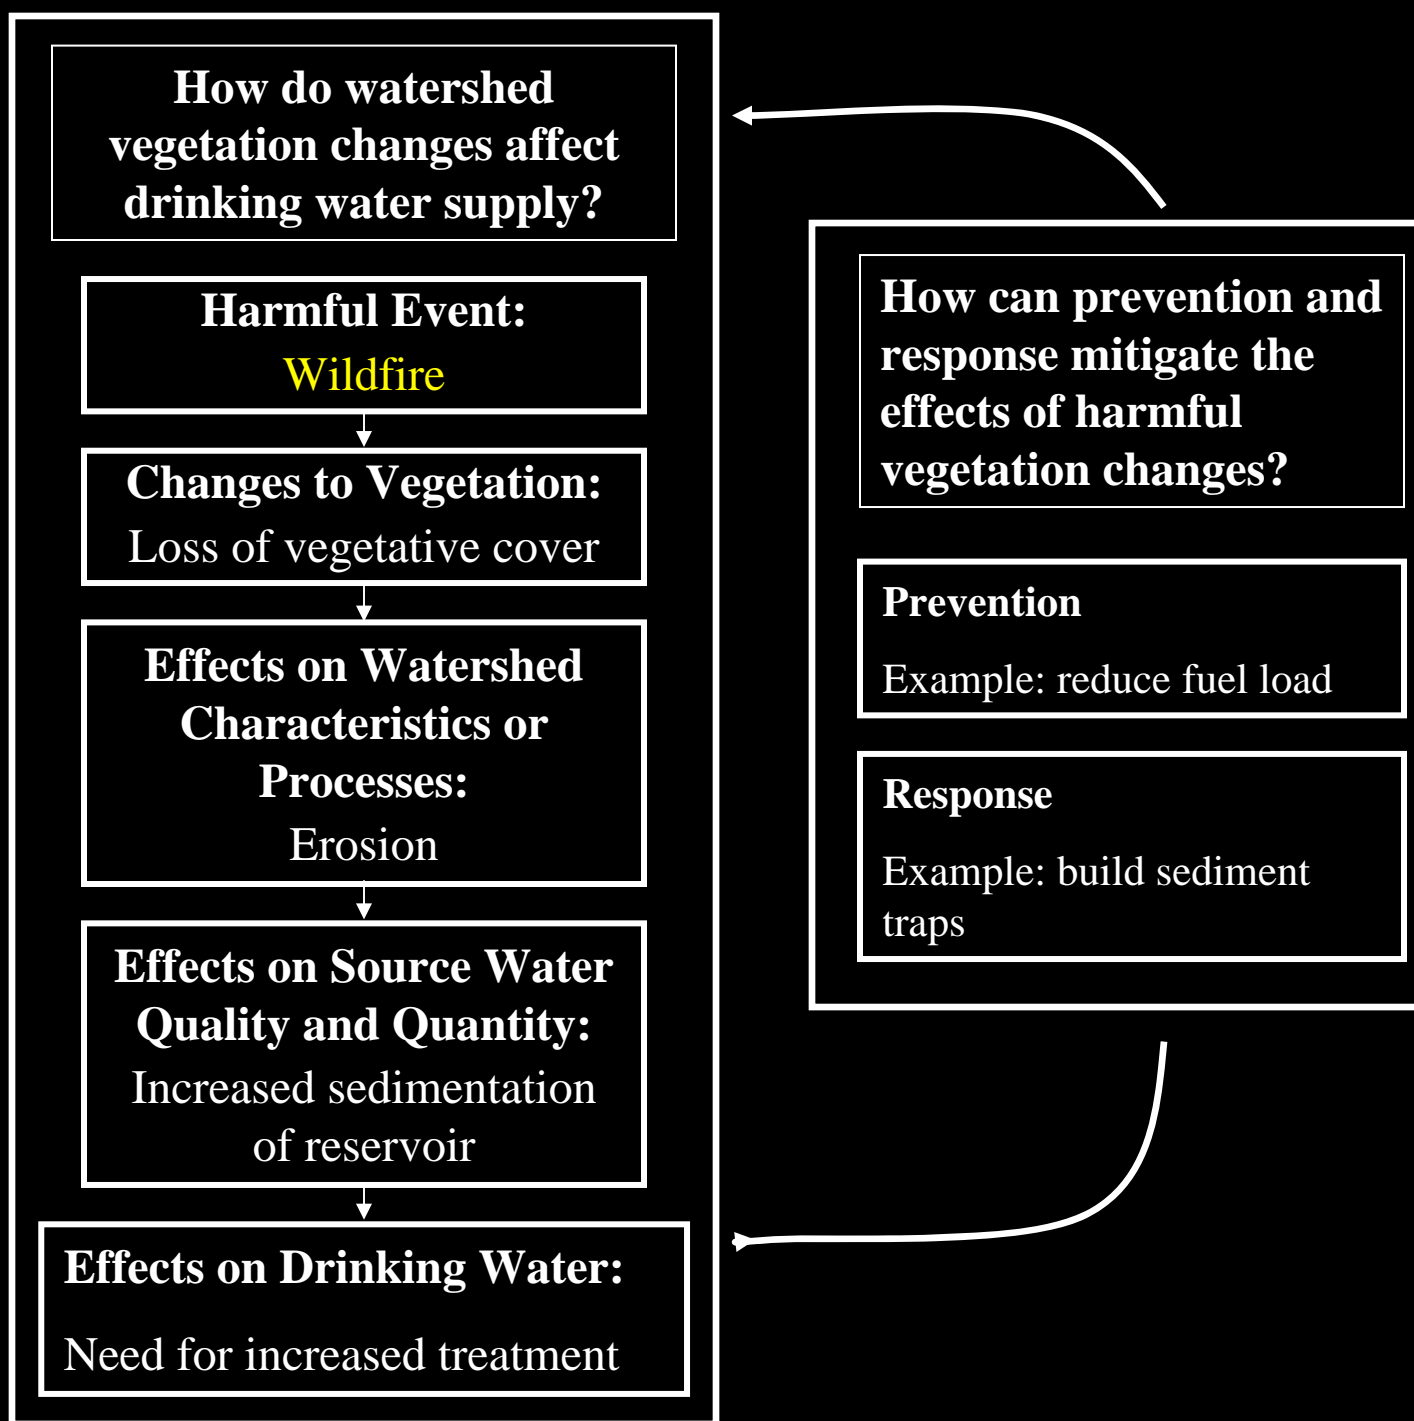 How do watershed
vegetation changes affect
drinking water supply?
Harmful Event:
Wildfire
Changes to Vegetation:
Loss of vegetative cover
Effects on Watershed
Characteristics or
Processes:
Erosion
Effects on Source Water
Quality and Quantity:
Increased sedimentation
of reservoir
Effects on Drinking Water:
Need for increased treatment
How can prevention and
response mitigate the
effects of harmful
vegetation changes?
Prevention
Example: reduce fuel load
Response
Example: build sediment
traps